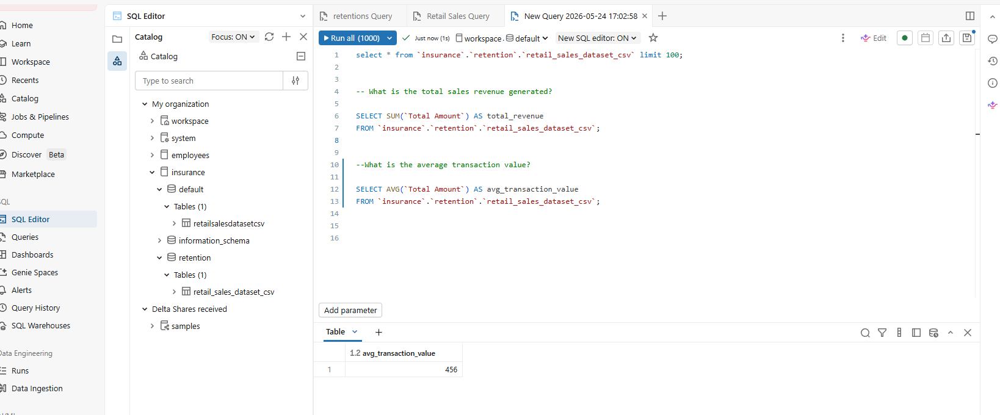 Home
Learn
Workspace
Recents
Catalog
Jobs & Pipelines
Compute
Discover Beta
Marketplace
SQL Editor
Queries
Dashboards
Genie Spaces
Alerts
Query History
SQL Warehouses
Data Engineering
Runs
Data Ingestion
SQL Editor
Catalog
Focus: ON
Catalog
Type to search
My organization
workspace
system
employees
insurance
default
Tables (1)
retailsalesdatasetcsv
information_schema
retention
Tables (1)
retail_sales_dataset_csv
Delta Shares received
samples
retentions Query
Retail Sales Query
New Query 2026-05-24 17:02:58
Run all (1000)
Just now (1s)
workspace. default
New SQL editor: ON
Edit
1 select * from `insurance`.`retention`.`retail_sales_dataset_csv` limit 100;
2
3
4 -- What is the total sales revenue generated?
5
6 SELECT SUM(`Total Amount`) AS total_revenue
7 FROM `insurance`.`retention`.`retail_sales_dataset_csv`;
8
9
10 --What is the average transaction value?
11
12 SELECT AVG(`Total Amount`) AS avg_transaction_value
13 FROM `insurance`.`retention`.`retail_sales_dataset_csv`;
14
15
16
Add parameter
Table
1.2 avg_transaction_value
1 456